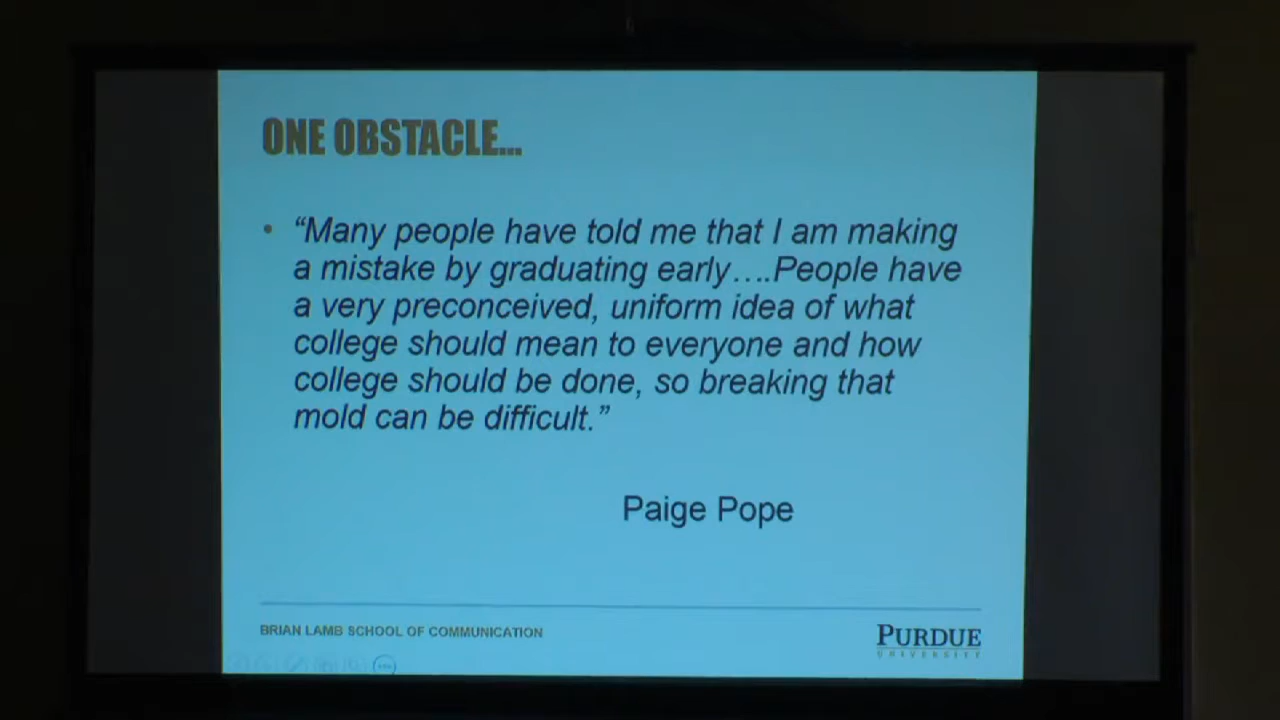 ONE OBSTACLE...
• “Many people have told me that I am making
a mistake by graduating early….People have
a very preconceived, uniform idea of what
college should mean to everyone and how
college should be done, so breaking that
mold can be difficult.”
Paige Pope
BRIAN LAMB SCHOOL OF COMMUNICATION
PURDUE
UNIVERSITY